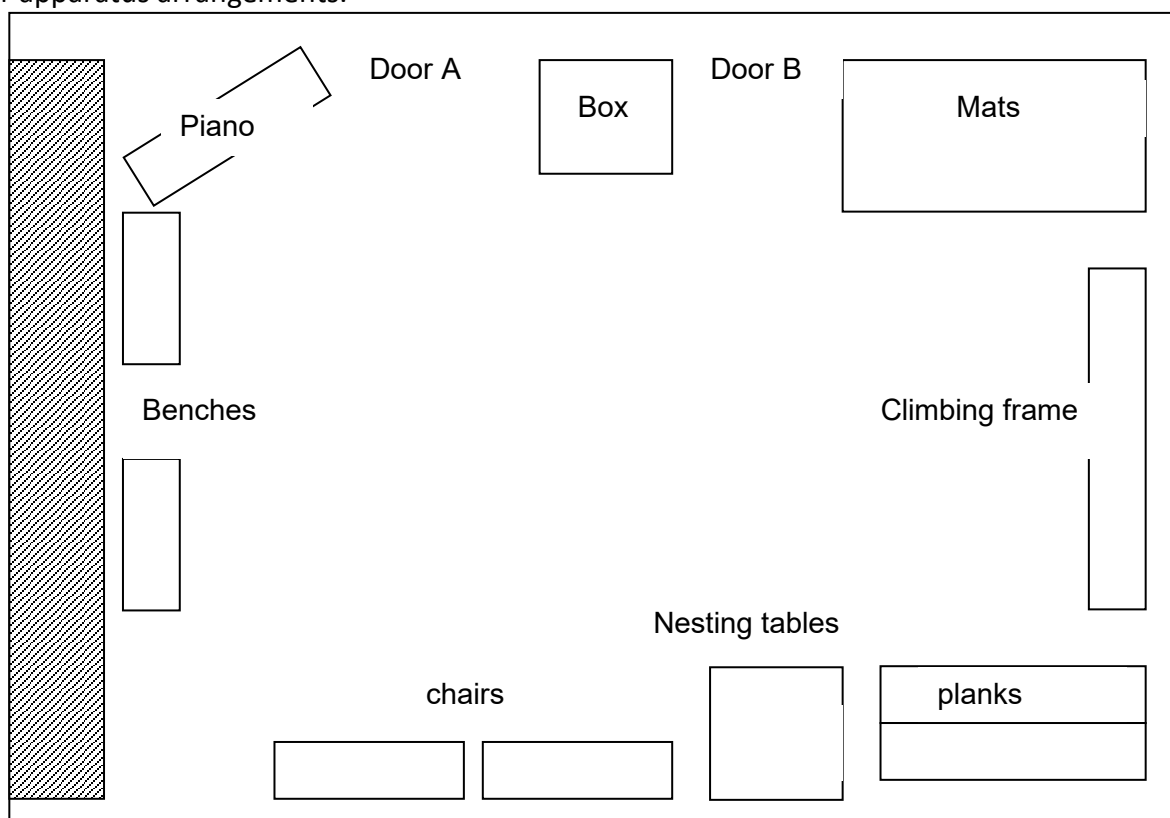 apparatus arrangements.
Door A
Door B
Box
Mats
Piano
Benches
Climbing frame
Nesting tables
chairs
planks